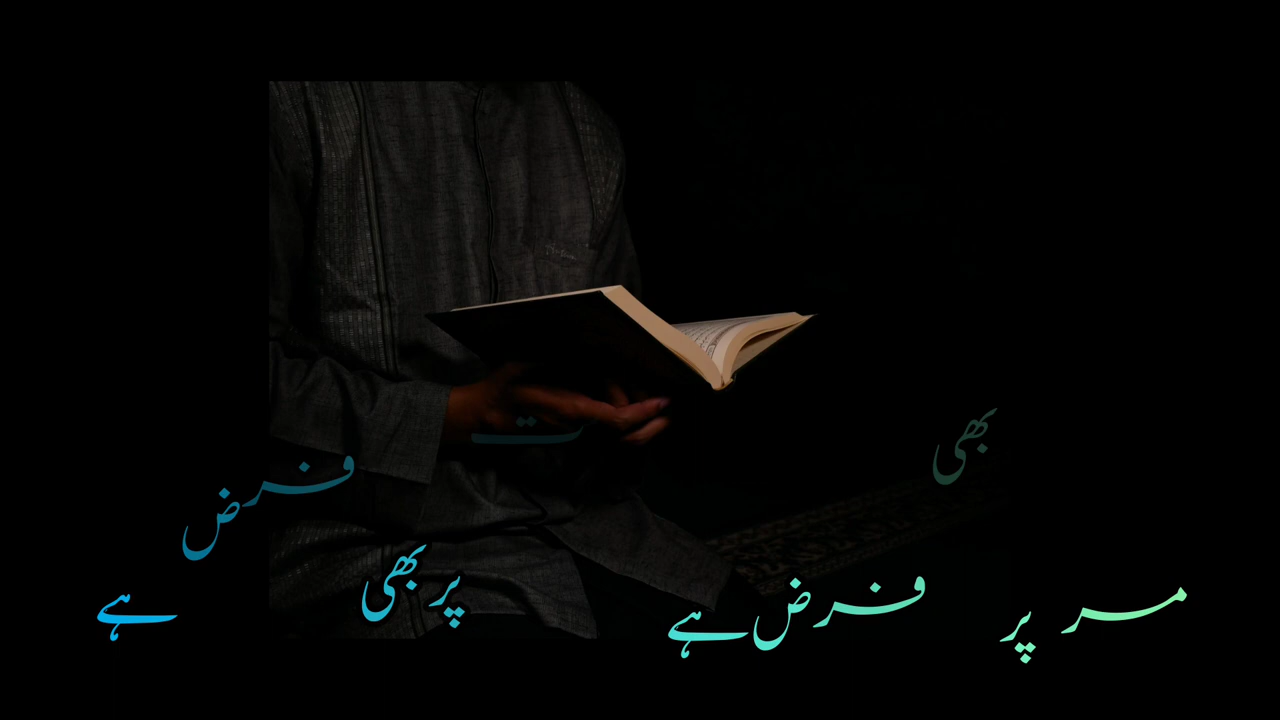 مر پر بھی فرض ہے ت پر بھی فرض ہے